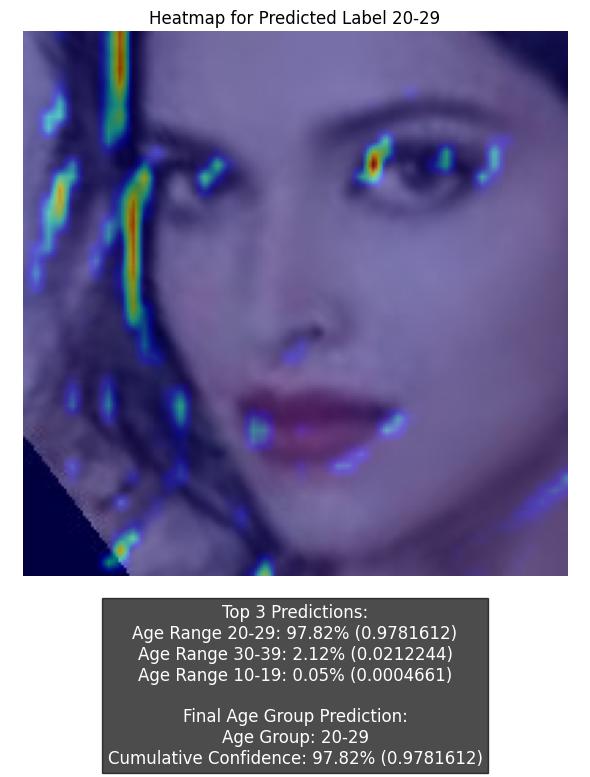 Heatmap for Predicted Label 20-29
Top 3 Predictions:
Age Range 20-29: 97.82% (0.9781612)
Age Range 30-39: 2.12% (0.0212244)
Age Range 10-19: 0.05% (0.0004661)
Final Age Group Prediction:
Age Group: 20-29
Cumulative Confidence: 97.82% (0.9781612)